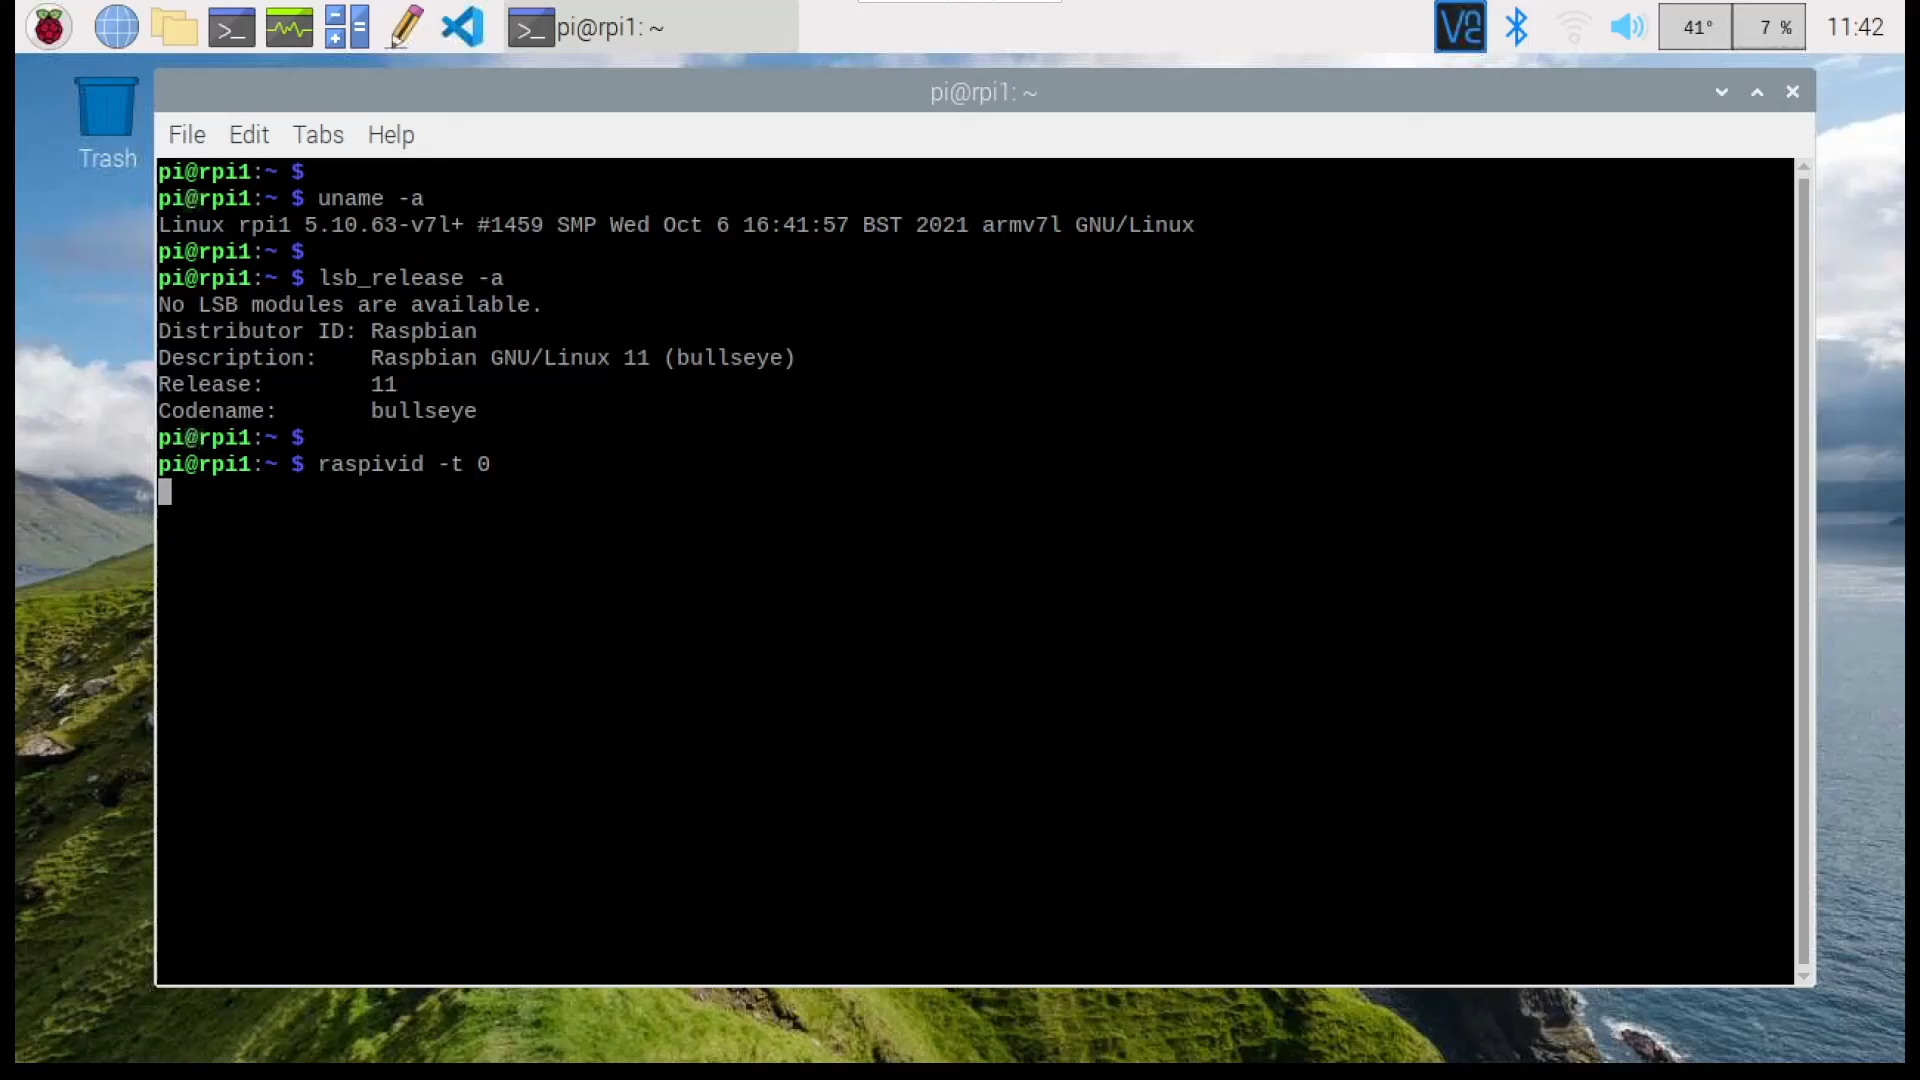 pi@rpi1: ~
41° 7 % 11:42
Trash
pi@rpi1: ~
File Edit Tabs Help
pi@rpi1:~ $
pi@rpi1:~ $ uname -a
Linux rpi1 5.10.63-v7l+ #1459 SMP Wed Oct 6 16:41:57 BST 2021 armv7l GNU/Linux
pi@rpi1:~ $
pi@rpi1:~ $ lsb_release -a
No LSB modules are available.
Distributor ID: Raspbian
Description:    Raspbian GNU/Linux 11 (bullseye)
Release:        11
Codename:       bullseye
pi@rpi1:~ $
pi@rpi1:~ $ raspivid -t 0